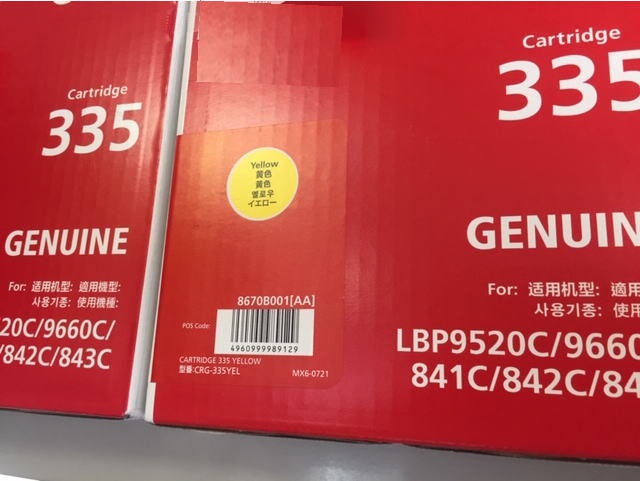 Cartridge
335
GENUINE
For: 适用机型: 適用機型:
사용기종: 使用機種:
20C/9660C/
/842C/843C
Yellow
黄色
黃色
옐로우
イエロー
8670B001[AA]
POS Code:
4960999989129
CARTRIDGE 335 YELLOW
型番:CRG-335YEL
MX6-0721
Cartridge
335
GENUIN
For: 适用机型: 適用
사용기종: 使用
LBP9520C/9660
841C/842C/84